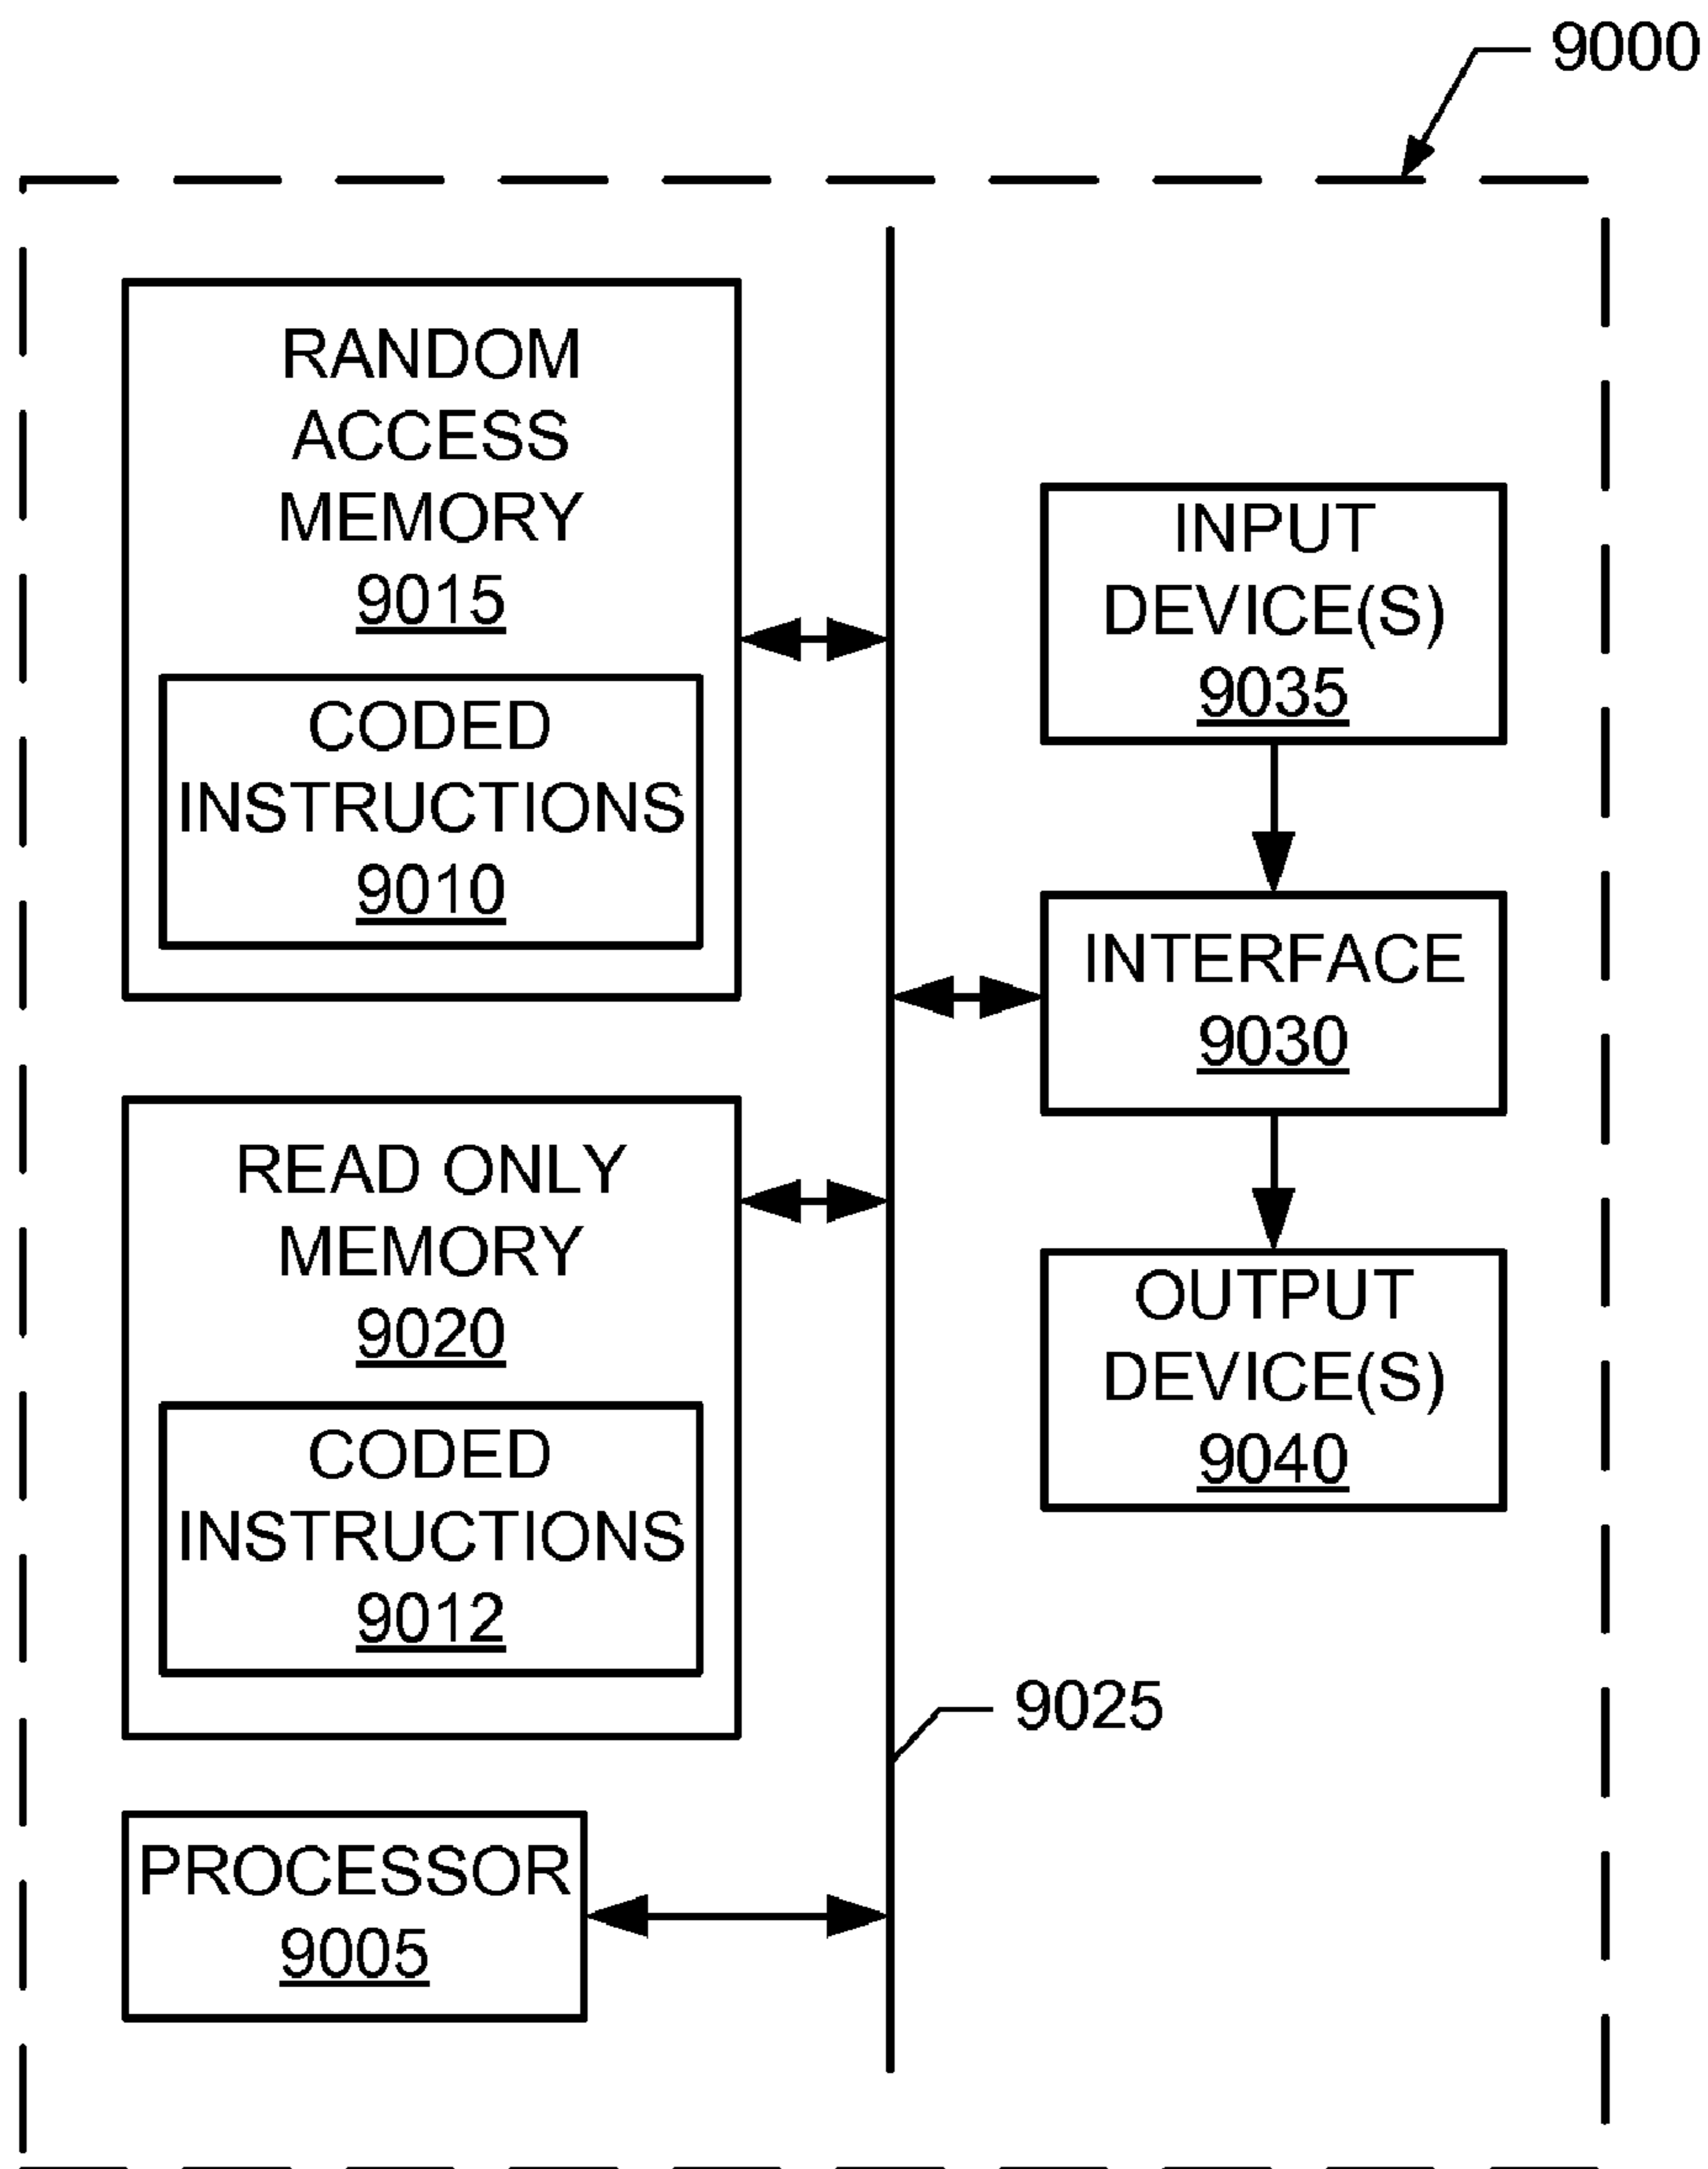 9000
RANDOM
ACCESS
MEMORY
9015
CODED
INSTRUCTIONS
9010
READ ONLY
MEMORY
9020
CODED
INSTRUCTIONS
9012
PROCESSOR
9005
INPUT
DEVICE(S)
9035
INTERFACE
9030
OUTPUT
DEVICE(S)
9040
9025